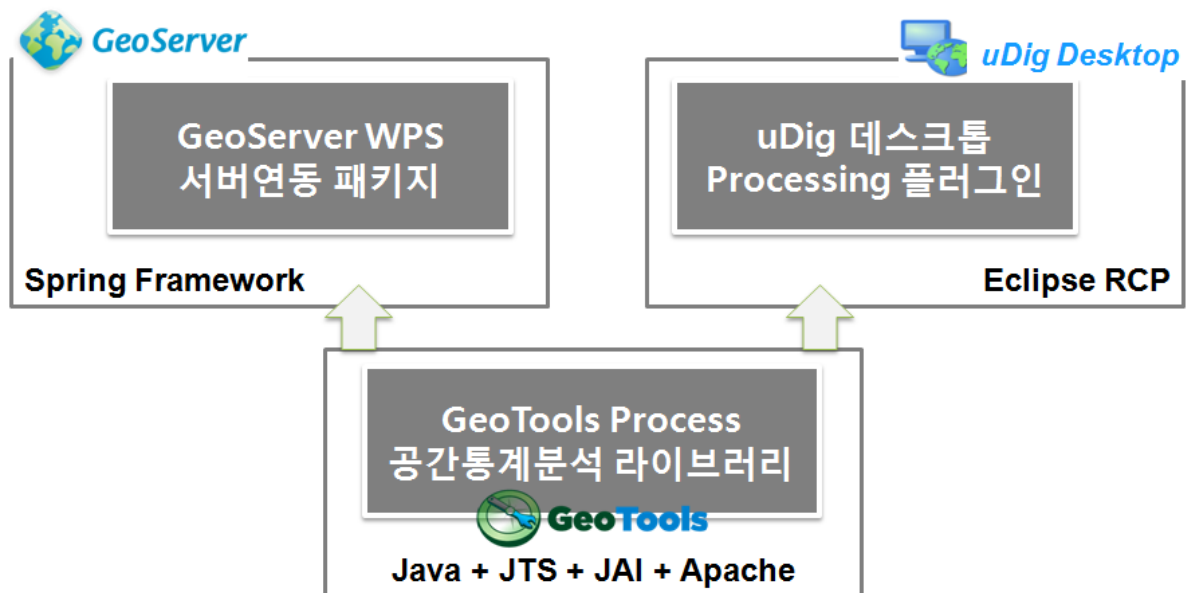 GeoServer
GeoServer WPS
서버연동 패키지
Spring Framework
uDig Desktop
uDig 데스크톱
Processing 플러그인
Eclipse RCP
GeoTools Process
공간통계분석 라이브러리
GeoTools
Java + JTS + JAI + Apache